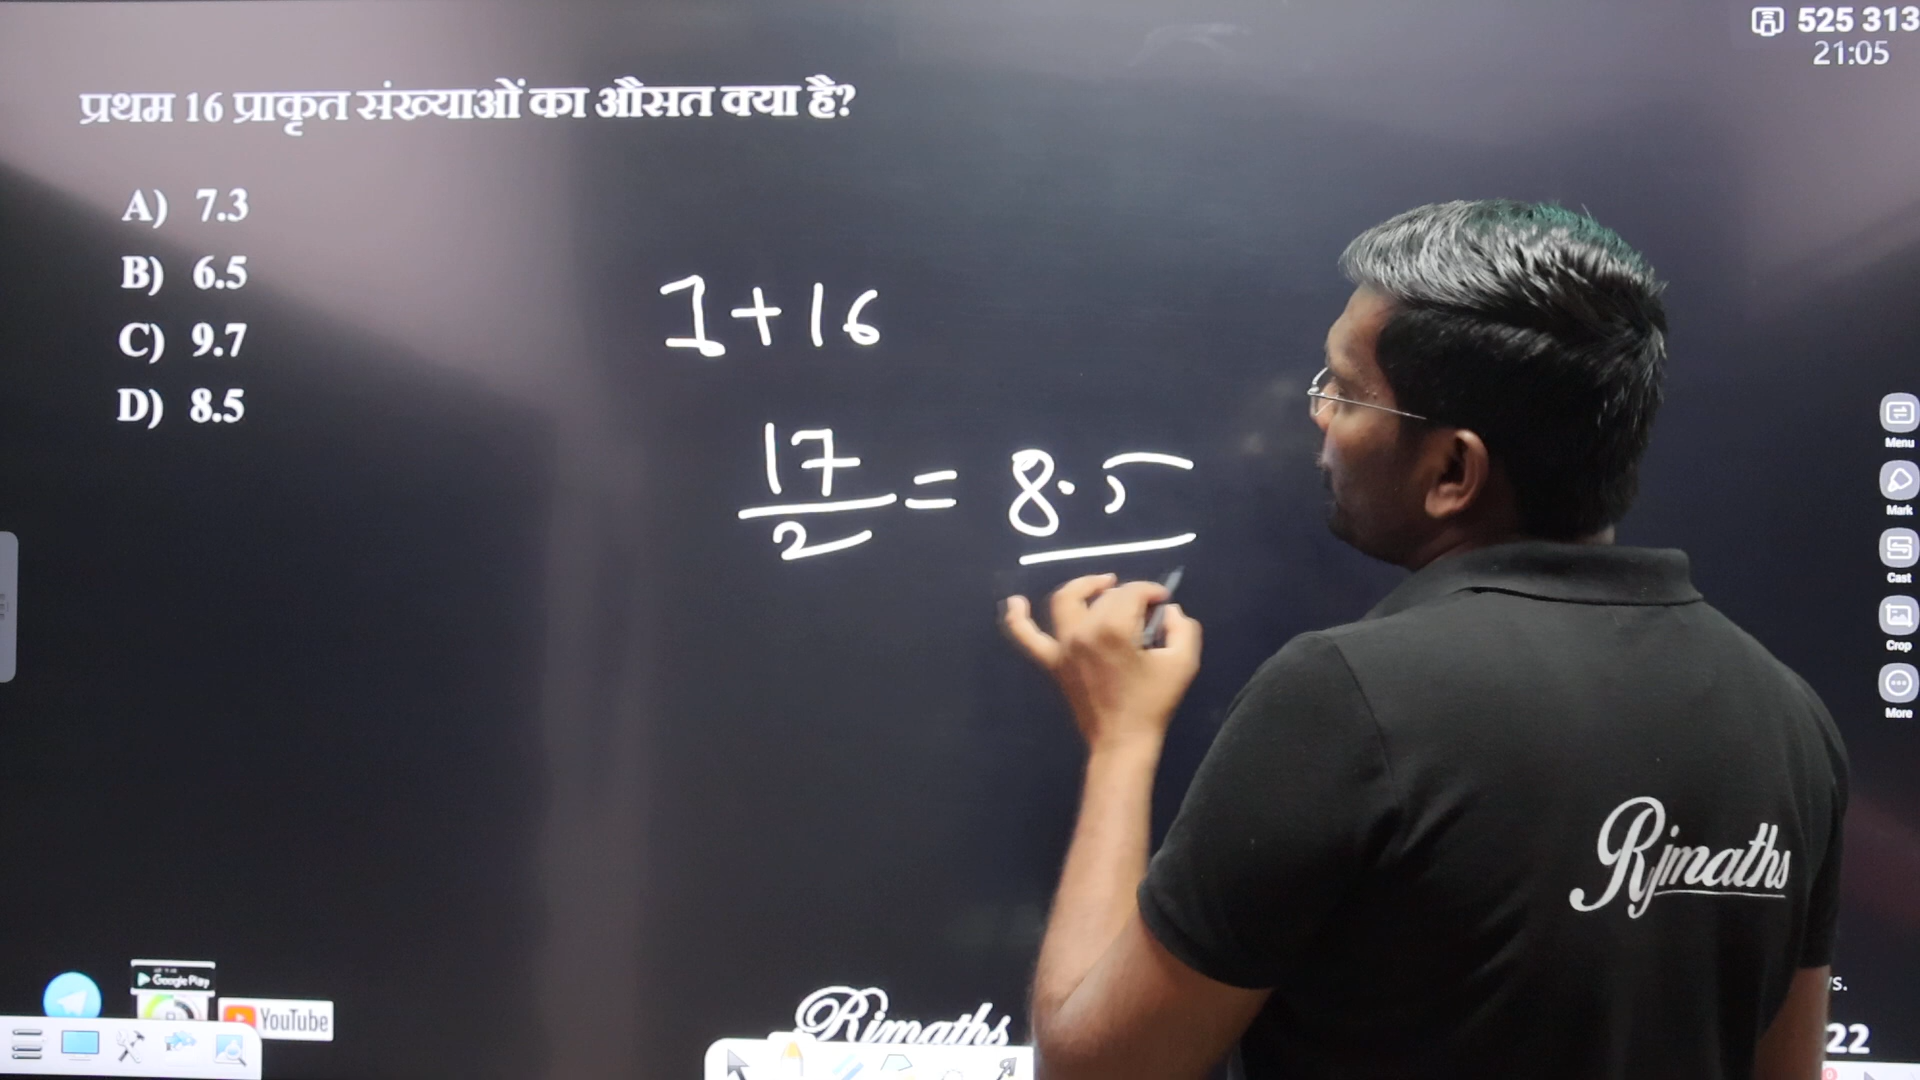 525 313
21:05
प्रथम 16 प्राकृत संख्याओं का औसत क्या है?
A) 7.3
B) 6.5
C) 9.7
D) 8.5
1+16
17/2 = 8.5
Menu
Mark
Cast
Crop
More
Rjmaths
Google Play
YouTube
Rjmaths
s.
22